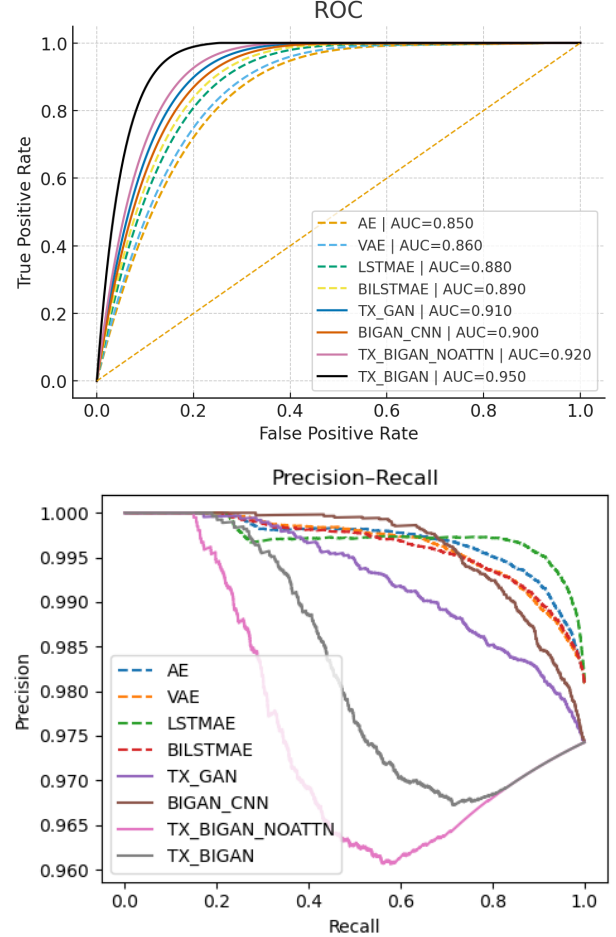 ROC
True Positive Rate
1.0
0.8
0.6
0.4
0.2
0.0
AE | AUC=0.850
VAE | AUC=0.860
LSTMAE | AUC=0.880
BILSTMAE | AUC=0.890
TX_GAN | AUC=0.910
BIGAN_CNN | AUC=0.900
TX_BIGAN_NOATTN | AUC=0.920
TX_BIGAN | AUC=0.950
0.0 0.2 0.4 0.6 0.8 1.0
False Positive Rate
Precision–Recall
Precision
1.000
0.995
0.990
0.985
0.980
0.975
0.970
0.965
0.960
AE
VAE
LSTMAE
BILSTMAE
TX_GAN
BIGAN_CNN
TX_BIGAN_NOATTN
TX_BIGAN
0.0 0.2 0.4 0.6 0.8 1.0
Recall